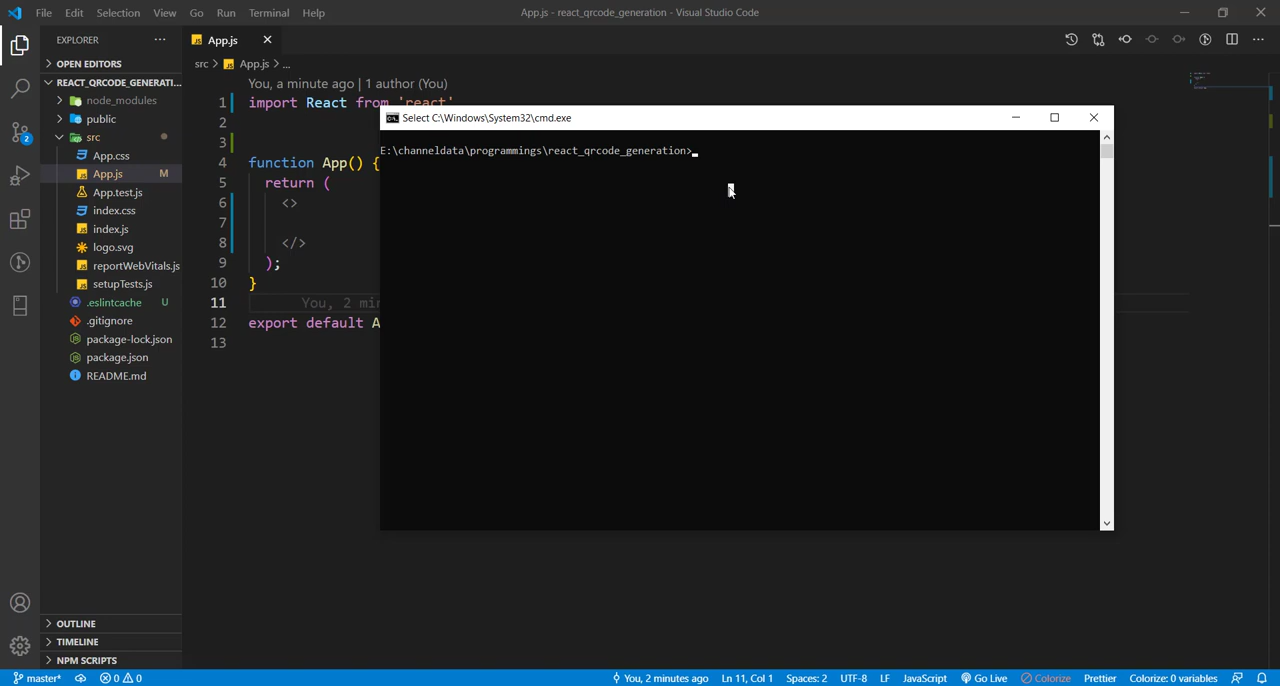 File Edit Selection View Go Run Terminal Help
App.js - react_qrcode_generation - Visual Studio Code
EXPLORER
OPEN EDITORS
REACT_QRCODE_GENERATI...
node_modules
public
src
App.css
App.js M
App.test.js
index.css
index.js
logo.svg
reportWebVitals.js
setupTests.js
.eslintcache U
.gitignore
package-lock.json
package.json
README.md
OUTLINE
TIMELINE
NPM SCRIPTS
2
App.js
src > App.js > ...
You, a minute ago | 1 author (You)
1 import React from 'react'
2
3
4 function App() {
5 return (
6 <>
7
8 </>
9 );
10 }
11 You, 2 min
12 export default A
13
Select C:\Windows\System32\cmd.exe
E:\channeldata\programmings\react_qrcode_generation>
master* 0 0 You, 2 minutes ago Ln 11, Col 1 Spaces: 2 UTF-8 LF JavaScript Go Live Colorize Prettier Colorize: 0 variables